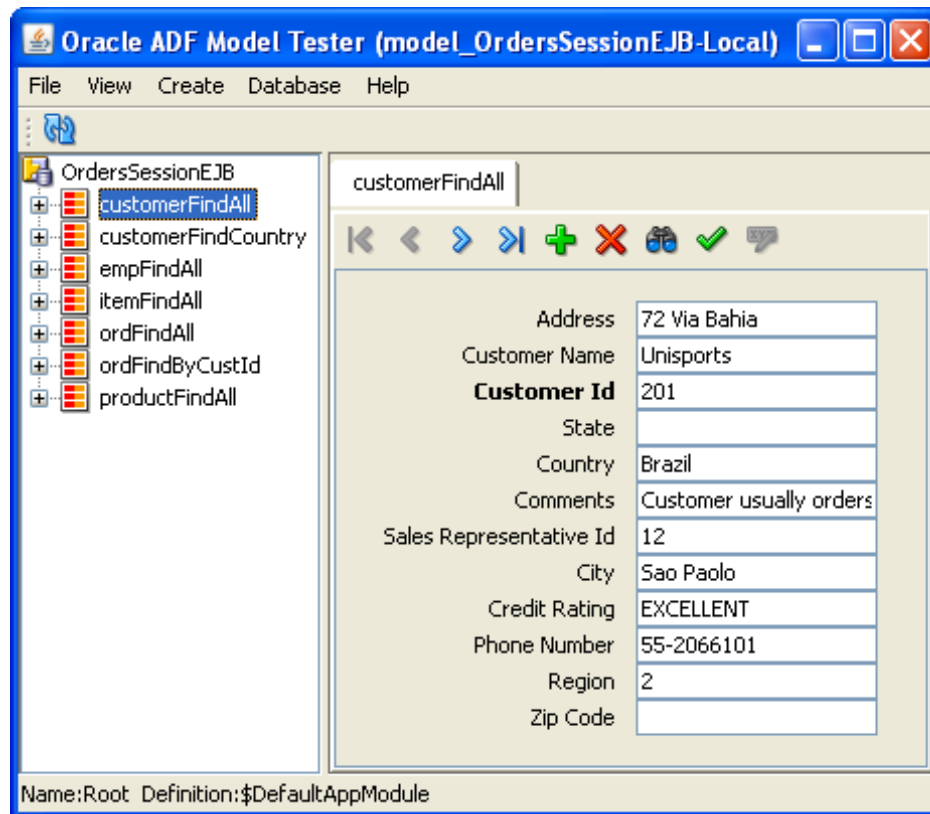 Oracle ADF Model Tester (model_OrdersSessionEJB-Local)
File View Create Database Help
OrdersSessionEJB
customerFindAll
customerFindCountry
empFindAll
itemFindAll
ordFindAll
ordFindByCustId
productFindAll
customerFindAll
Address 72 Via Bahia
Customer Name Unisports
Customer Id 201
State
Country Brazil
Comments Customer usually orders
Sales Representative Id 12
City Sao Paolo
Credit Rating EXCELLENT
Phone Number 55-2066101
Region 2
Zip Code
Name:Root Definition:$DefaultAppModule